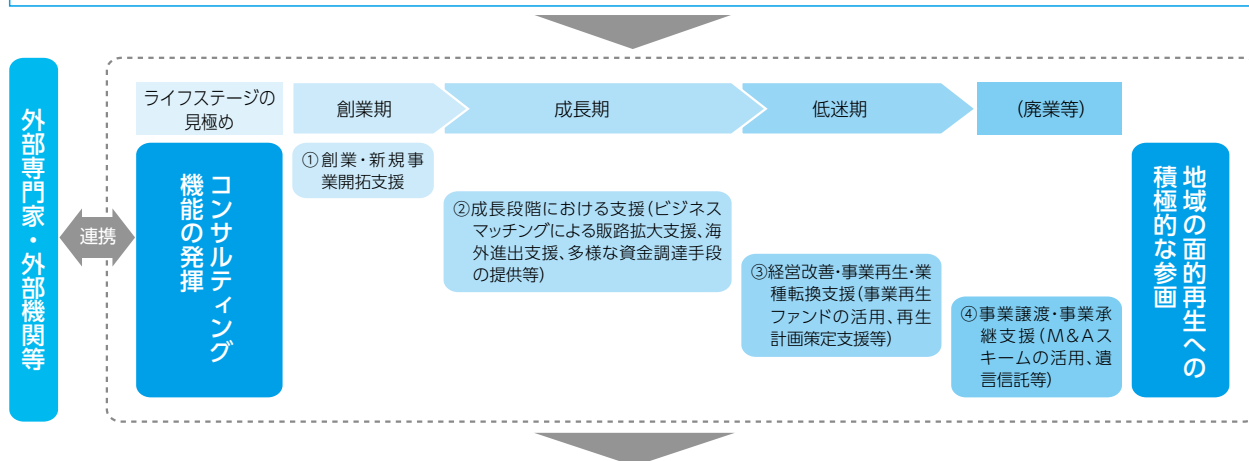 外部専門家・外部機関等
連携
ライフステージの
見極め
創業期
成長期
低迷期
(廃業等)
コンサルティング
機能の発揮
①創業・新規事
業開拓支援
②成長段階における支援(ビジネス
マッチングによる販路拡大支援、海
外進出支援、多様な資金調達手段
の提供等)
③経営改善・事業再生・業
種転換支援(事業再生
ファンドの活用、再生
計画策定支援等)
④事業譲渡・事業承
継支援(M&Aス
キームの活用、遺
言信託等)
地域の面的再生への
積極的な参画